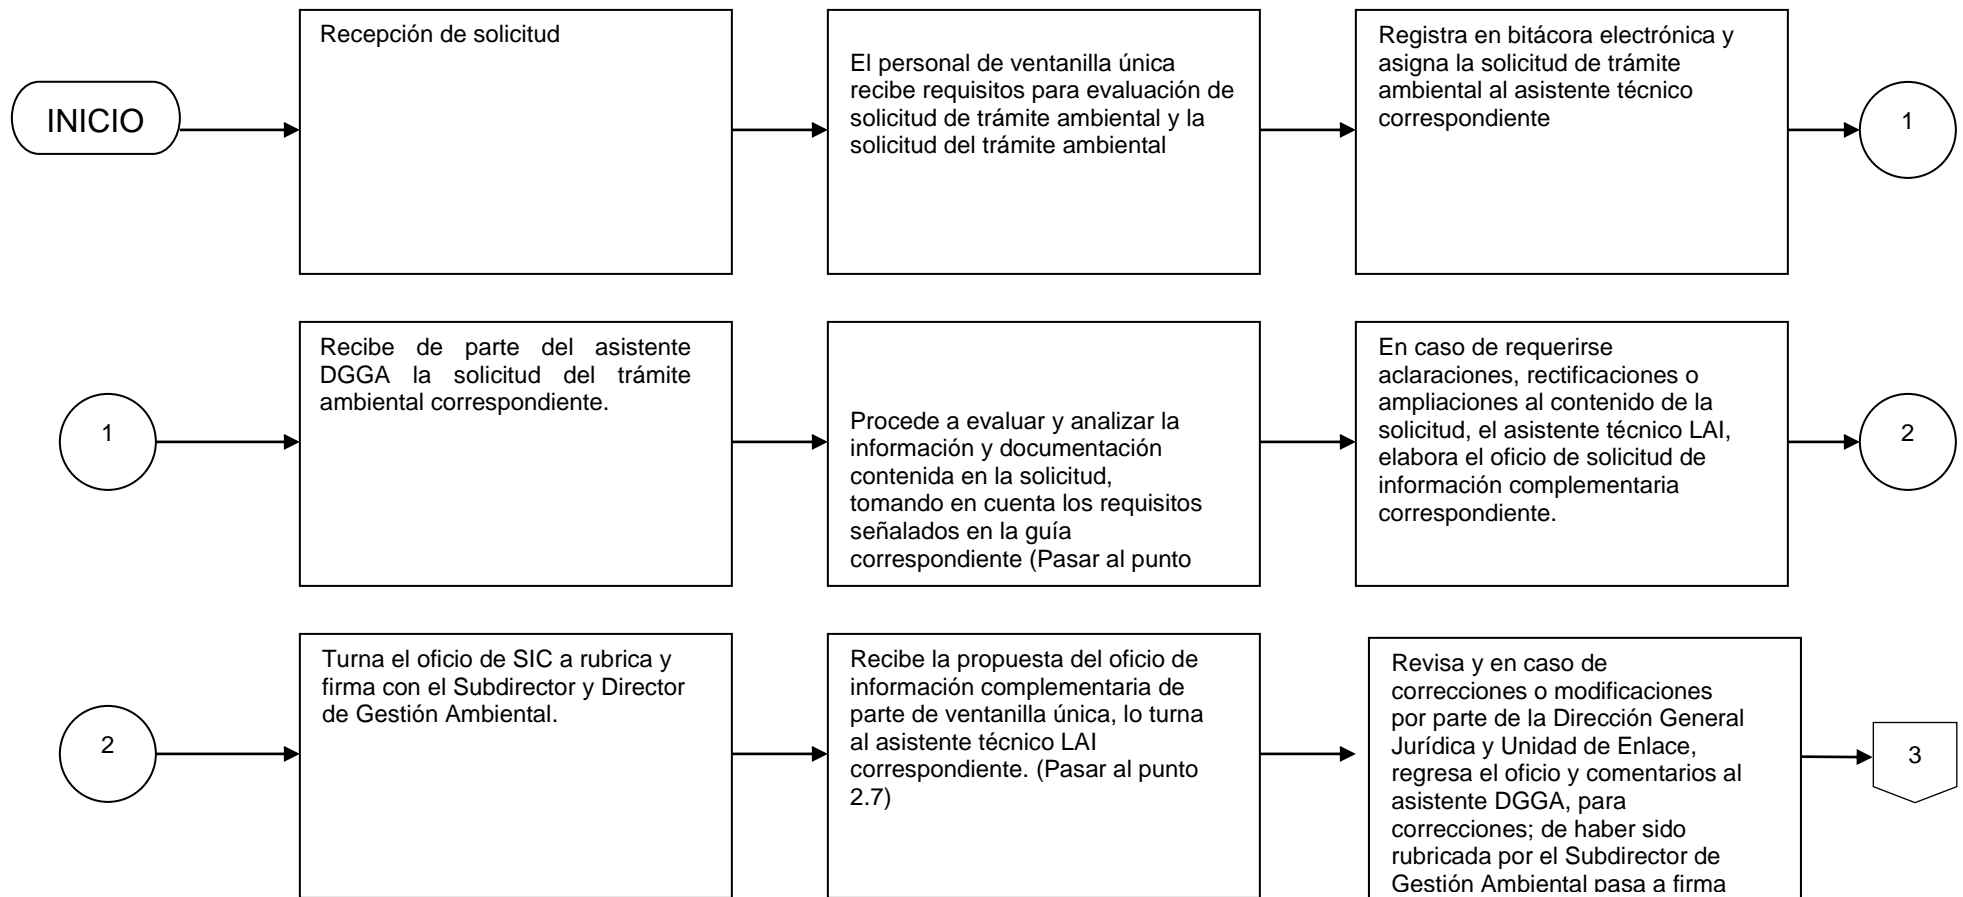 INICIO
Recepción de solicitud
El personal de ventanilla única
recibe requisitos para evaluación de
solicitud de trámite ambiental y la
solicitud del trámite ambiental
Registra en bitácora electrónica y
asigna la solicitud de trámite
ambiental al asistente técnico
correspondiente
1
1
Recibe de parte del asistente
DGGA la solicitud del trámite
ambiental correspondiente.
Procede a evaluar y analizar la
información y documentación
contenida en la solicitud,
tomando en cuenta los requisitos
señalados en la guía
correspondiente (Pasar al punto
En caso de requerirse
aclaraciones, rectificaciones o
ampliaciones al contenido de la
solicitud, el asistente técnico LAI,
elabora el oficio de solicitud de
información complementaria
correspondiente.
2
2
Turna el oficio de SIC a rubrica y
firma con el Subdirector y Director
de Gestión Ambiental.
Recibe la propuesta del oficio de
información complementaria de
parte de ventanilla única, lo turna
al asistente técnico LAI
correspondiente. (Pasar al punto
2.7)
Revisa y en caso de
correcciones o modificaciones
por parte de la Dirección General
Jurídica y Unidad de Enlace,
regresa el oficio y comentarios al
asistente DGGA, para
correcciones; de haber sido
rubricada por el Subdirector de
Gestión Ambiental pasa a firma
3